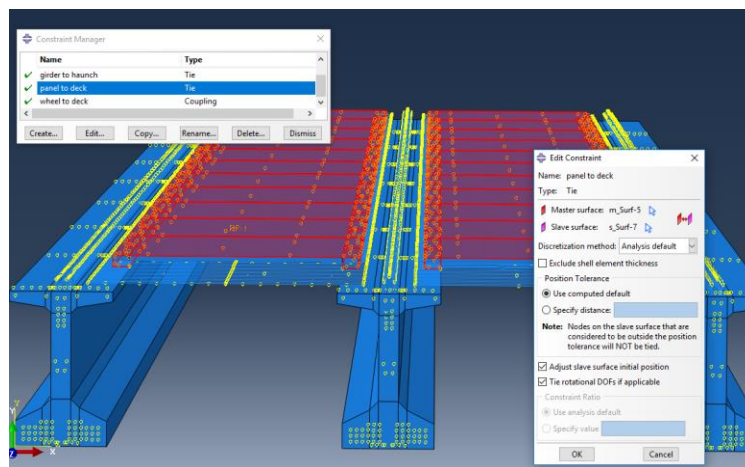 Constraint Manager
Name Type
girder to haunch Tie
panel to deck Tie
wheel to deck Coupling
Create... Edit... Copy... Rename... Delete... Dismiss
RP-1
Edit Constraint
Name: panel to deck
Type: Tie
Master surface: m_Surf-5
Slave surface: s_Surf-7
Discretization method: Analysis default
Exclude shell element thickness
Position Tolerance
Use computed default
Specify distance:
Note: Nodes on the slave surface that are
considered to be outside the position
tolerance will NOT be tied.
Adjust slave surface initial position
Tie rotational DOFs if applicable
Constraint Ratio
Use analysis default
Specify value
OK Cancel
Y
Z X